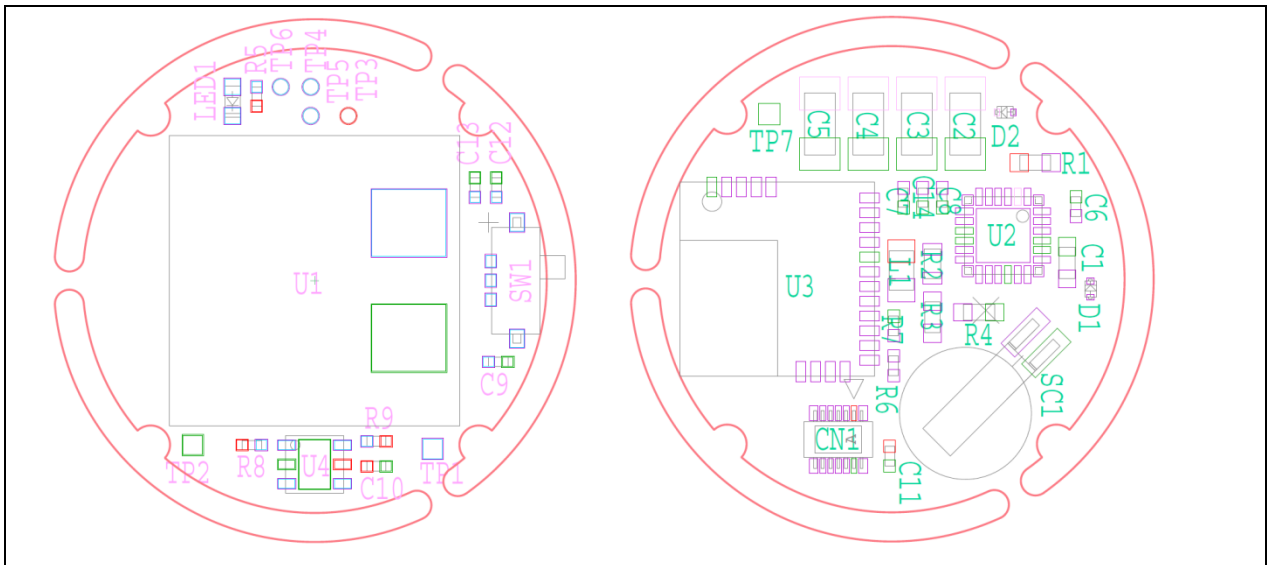 LED1
R5
TP6
TP4
TP5
TP3
C13
C12
U1
SW1
C9
R9
TP2
R8
U4
C10
TP1
C5
C4
C3
C2
D2
TP7
R1
C7
C14
C8
C6
U2
U3
L1
R2
C1
R7
R3
R4
D1
R6
SC1
CN1
C11